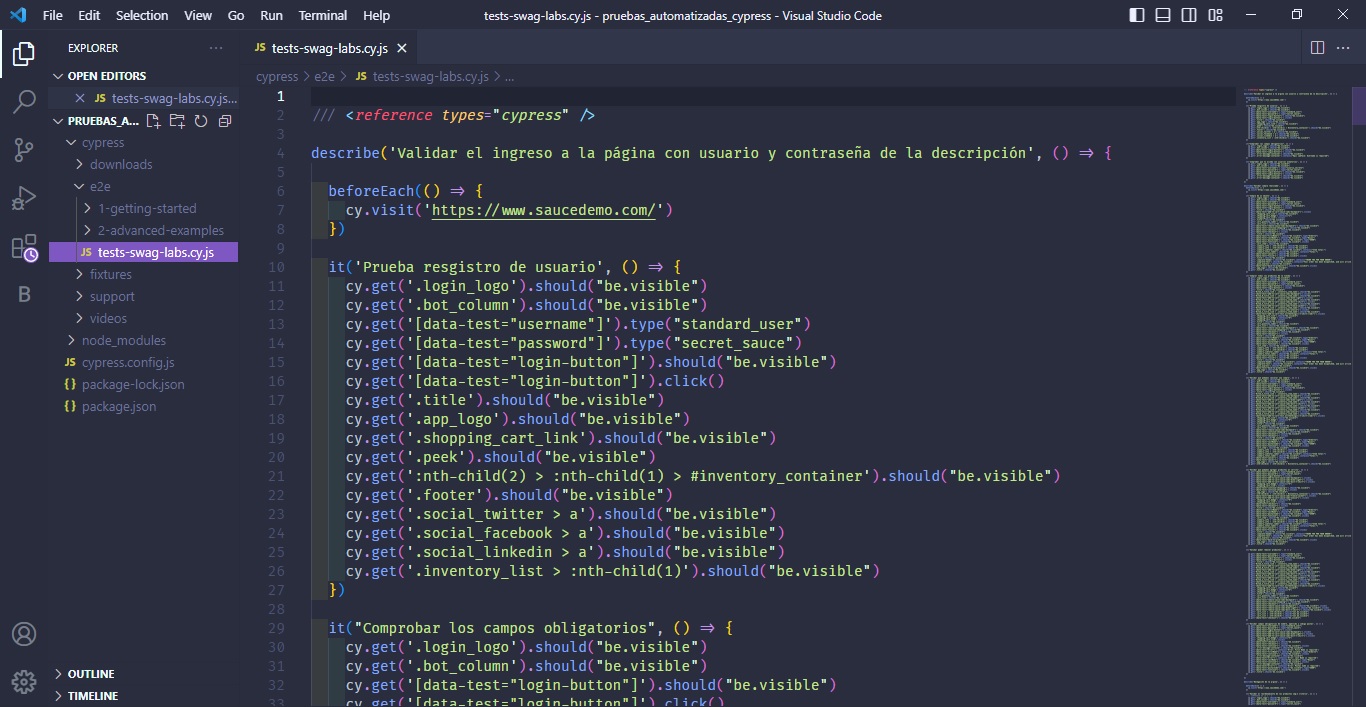 File Edit Selection View Go Run Terminal Help
tests-swag-labs.cy.js - pruebas_automatizadas_cypress - Visual Studio Code
EXPLORER
OPEN EDITORS
JS tests-swag-labs.cy.js...
PRUEBAS_A...
cypress
downloads
e2e
1-getting-started
2-advanced-examples
JS tests-swag-labs.cy.js
fixtures
support
videos
node_modules
JS cypress.config.js
{} package-lock.json
{} package.json
OUTLINE
TIMELINE
JS tests-swag-labs.cy.js
cypress > e2e > JS tests-swag-labs.cy.js > ...
1
2 /// <reference types="cypress" />
3
4 describe('Validar el ingreso a la página con usuario y contraseña de la descripción', () => {
5
6 beforeEach(() => {
7 cy.visit('https://www.saucedemo.com/')
8 })
9
10 it('Prueba resgistro de usuario', () => {
11 cy.get('.login_logo').should("be.visible")
12 cy.get('.bot_column').should("be.visible")
13 cy.get('[data-test="username"]').type("standard_user")
14 cy.get('[data-test="password"]').type("secret_sauce")
15 cy.get('[data-test="login-button"]').should("be.visible")
16 cy.get('[data-test="login-button"]').click()
17 cy.get('.title').should("be.visible")
18 cy.get('.app_logo').should("be.visible")
19 cy.get('.shopping_cart_link').should("be.visible")
20 cy.get('.peek').should("be.visible")
21 cy.get(':nth-child(2) > :nth-child(1) > #inventory_container').should("be.visible")
22 cy.get('.footer').should("be.visible")
23 cy.get('.social_twitter > a').should("be.visible")
24 cy.get('.social_facebook > a').should("be.visible")
25 cy.get('.social_linkedin > a').should("be.visible")
26 cy.get('.inventory_list > :nth-child(1)').should("be.visible")
27 })
28
29 it("Comprobar los campos obligatorios", () => {
30 cy.get('.login_logo').should("be.visible")
31 cy.get('.bot_column').should("be.visible")
32 cy.get('[data-test="login-button"]').should("be.visible")
33 cy.get('[data-test="login-button"]').click()